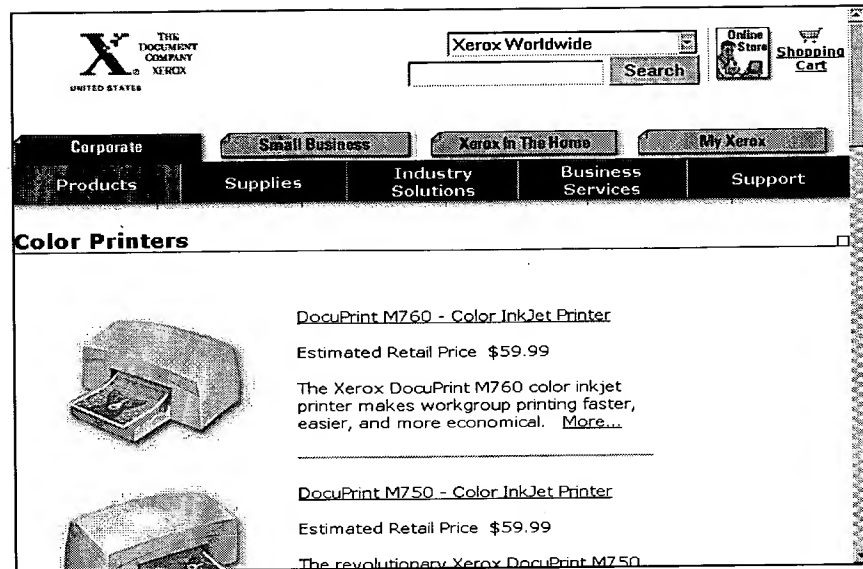 THE
DOCUMENT
COMPANY
XEROX
UNITED STATES
Xerox Worldwide
Search
Online
Store
Shopping
Cart
Corporate
Small Business
Xerox In The Home
My Xerox
Products
Supplies
Industry
Solutions
Business
Services
Support
Color Printers
DocuPrint M760 - Color InkJet Printer
Estimated Retail Price $59.99
The Xerox DocuPrint M760 color inkjet
printer makes workgroup printing faster,
easier, and more economical. More...
DocuPrint M750 - Color InkJet Printer
Estimated Retail Price $59.99
The revolutionary Xerox DocuPrint M750